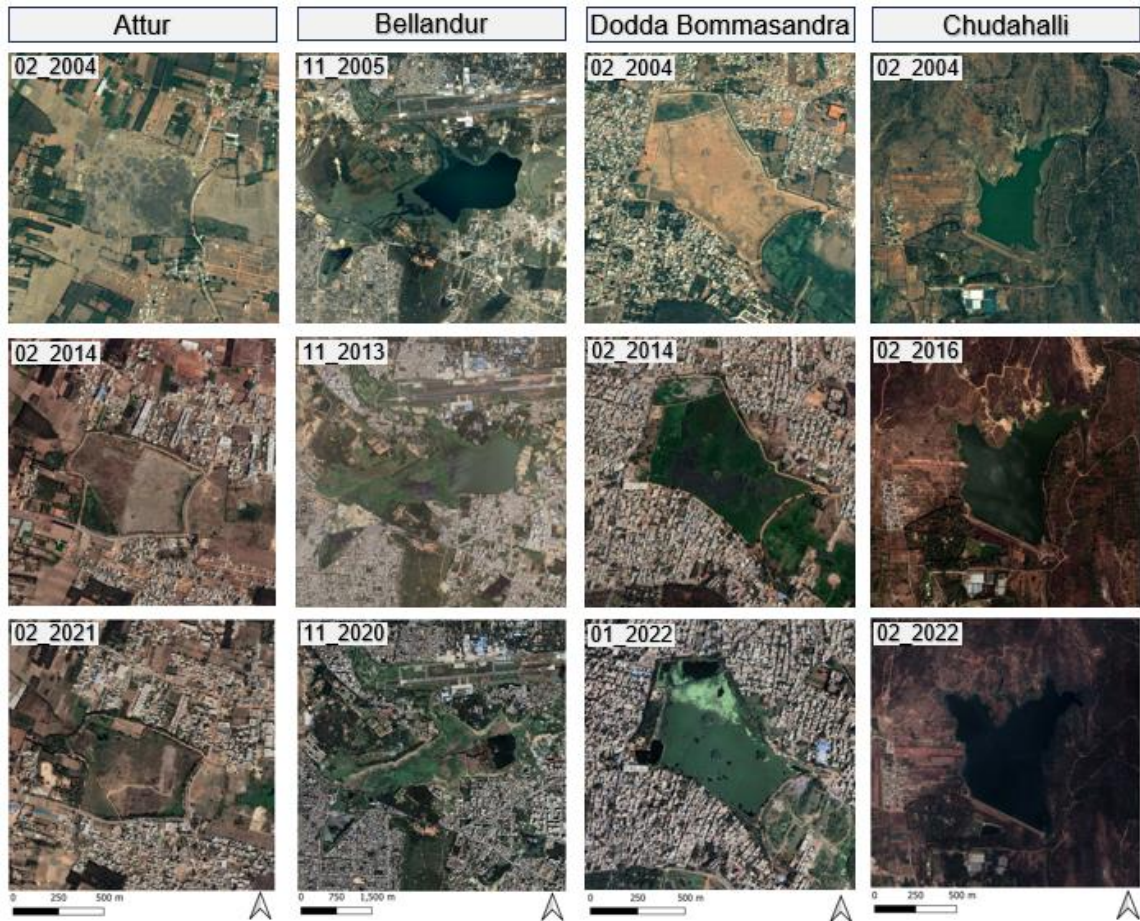 Attur Bellandur Dodda Bommasandra Chudahalli
02_2004 11_2005 02_2004 02_2004
02_2014 11_2013 02_2014 02_2016
02_2021 11_2020 01_2022 02_2022
0 250 500 m 0 750 1,500 m 0 250 500 m 0 250 500 m